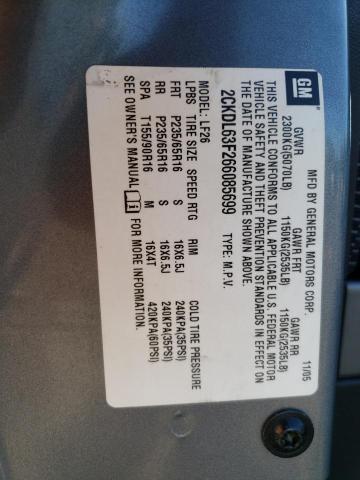 GM
MFD BY GENERAL MOTORS CORP. 11/05
GVWR GAWR FRT GAWR RR
2300KG(5070LB) 1150KG(2535LB) 1150KG(2535LB)
THIS VEHICLE CONFORMS TO ALL APPLICABLE U.S. FEDERAL MOTOR
VEHICLE SAFETY AND THEFT PREVENTION STANDARDS IN EFFECT ON
THE DATE OF MANUFACTURE SHOWN ABOVE.
2CKDL63F266085699 TYPE: M.P.V.
MODEL: LF26
LPBS TIRE SIZE SPEED RTG RIM COLD TIRE PRESSURE
FRT P235/65R16 S 16X6.5J 240KPA(35PSI)
RR P235/65R16 S 16X6.5J 240KPA(35PSI)
SPA T155/90R16 M 16X4T 420KPA(60PSI)
SEE OWNER'S MANUAL FOR MORE INFORMATION.